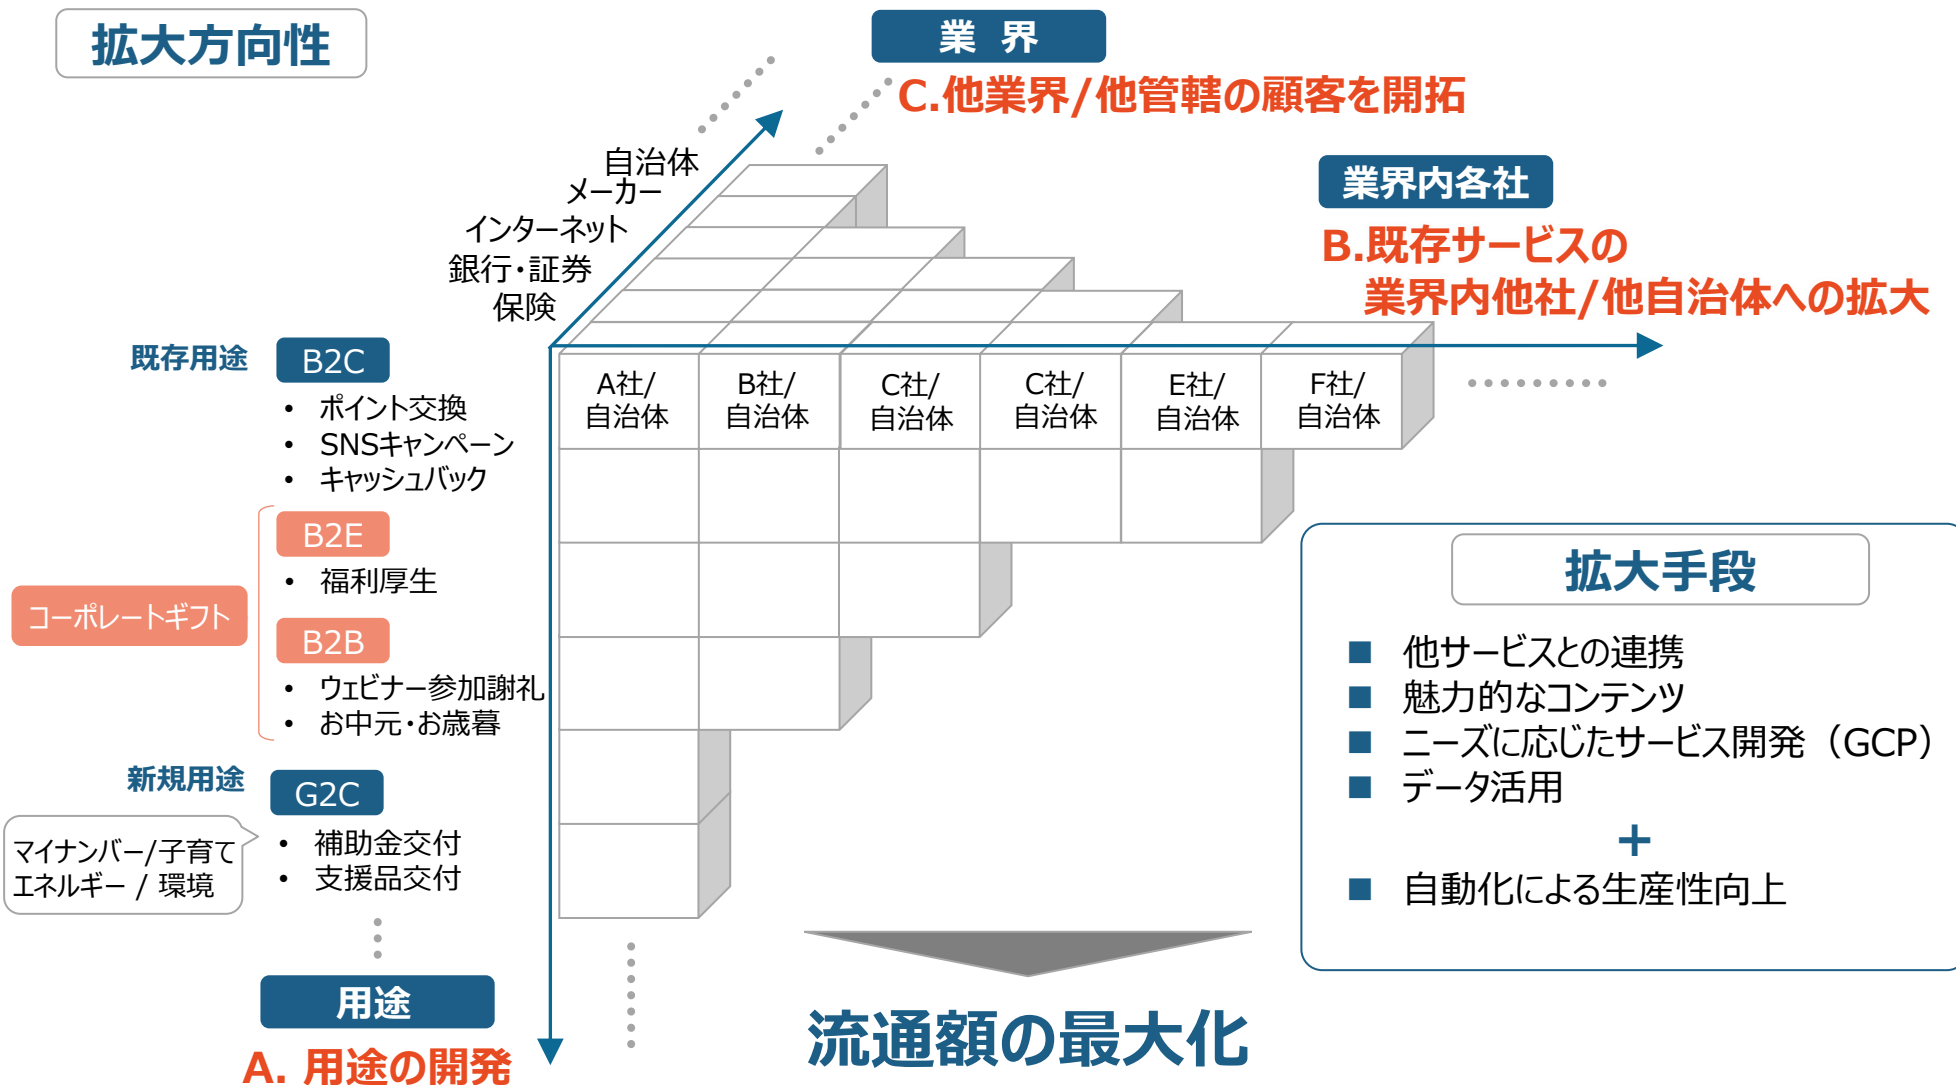 拡大方向性
業 界
C.他業界/他管轄の顧客を開拓
自治体
メーカー
インターネット
銀行・証券
保険
業界内各社
B.既存サービスの
業界内他社/他自治体への拡大
既存用途
B2C
• ポイント交換
• SNSキャンペーン
• キャッシュバック
A社/
自治体
B社/
自治体
C社/
自治体
C社/
自治体
E社/
自治体
F社/
自治体
コーポレートギフト
B2E
• 福利厚生
B2B
• ウェビナー参加謝礼
• お中元・お歳暮
新規用途
G2C
• 補助金交付
• 支援品交付
マイナンバー/子育て
エネルギー / 環境
用途
A. 用途の開発
拡大手段
■ 他サービスとの連携
■ 魅力的なコンテンツ
■ ニーズに応じたサービス開発（GCP）
■ データ活用
+
■ 自動化による生産性向上
流通額の最大化